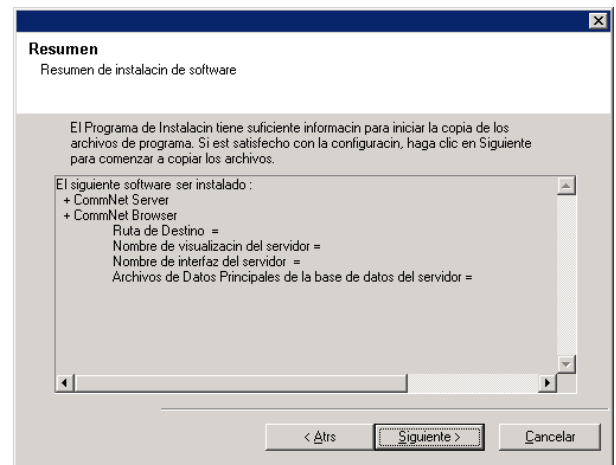 Resumen
Resumen de instalacin de software
El Programa de Instalacin tiene suficiente informacin para iniciar la copia de los
archivos de programa. Si est satisfecho con la configuracin, haga clic en Siguiente
para comenzar a copiar los archivos.
El siguiente software ser instalado :
+ CommNet Server
+ CommNet Browser
Ruta de Destino =
Nombre de visualizacin del servidor =
Nombre de interfaz del servidor =
Archivos de Datos Principales de la base de datos del servidor =
< Atrs
Siguiente >
Cancelar